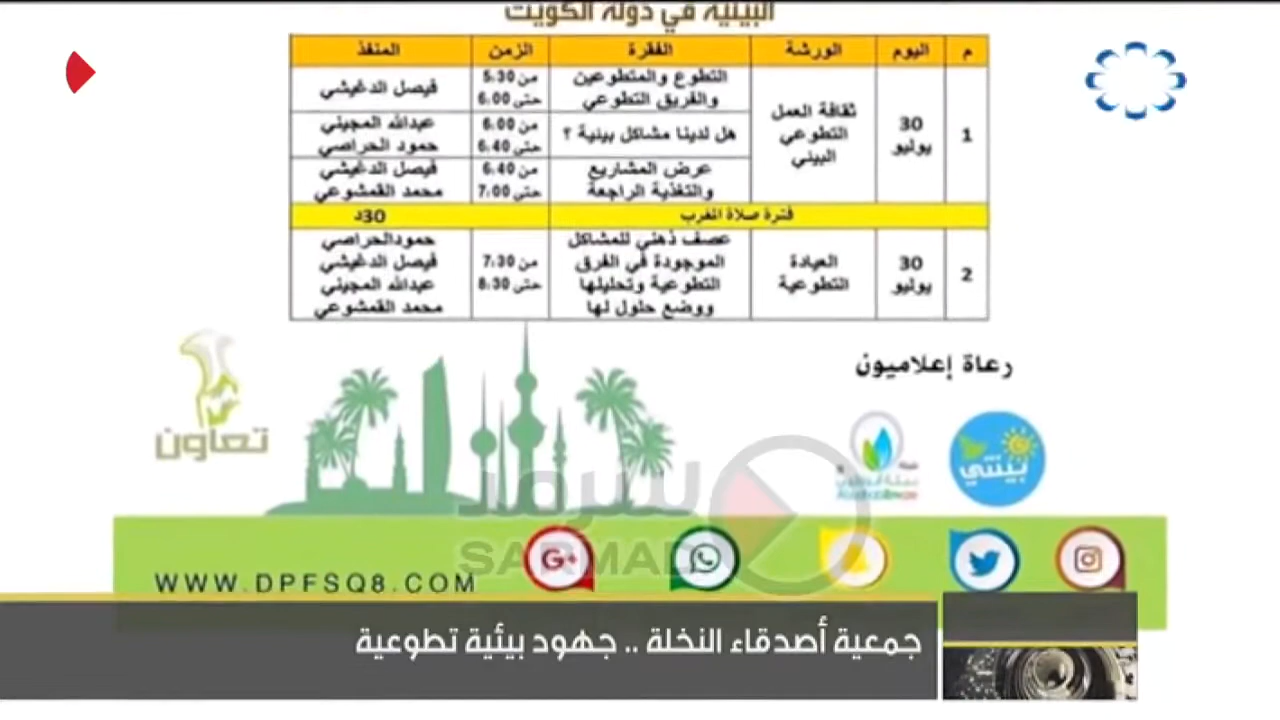 البيئية في دولة الكويت
م اليوم الورشة الفقرة الزمن المنفذ
1
30
يوليو
ثقافة العمل
التطوعي
البيئي
التطوع والمتطوعين
والفريق التطوعي
من 5:30
حتى 6:00
فيصل الدغيشي
هل لدينا مشاكل بيئية ؟
من 6:00
حتى 6:40
عبدالله المجيني
حمود الحراصي
عرض المشاريع
والتغذية الراجعة
من 6:40
حتى 7:00
فيصل الدغيشي
محمد القمشوعي
فترة صلاة المغرب 30د
2
30
يوليو
العيادة
التطوعية
عصف ذهني للمشاكل
الموجودة في الفرق
التطوعية وتحليلها
ووضع حلول لها
من 7:30
حتى 8:30
حمودالحراصي
فيصل الدغيشي
عبدالله المجيني
محمد القمشوعي
رعاة إعلاميون
تعاون
بيئتي
سرمد
SARMAD
G+
WWW.DPFSQ8.COM
جمعية أصدقاء النخلة .. جهود بيئية تطوعية